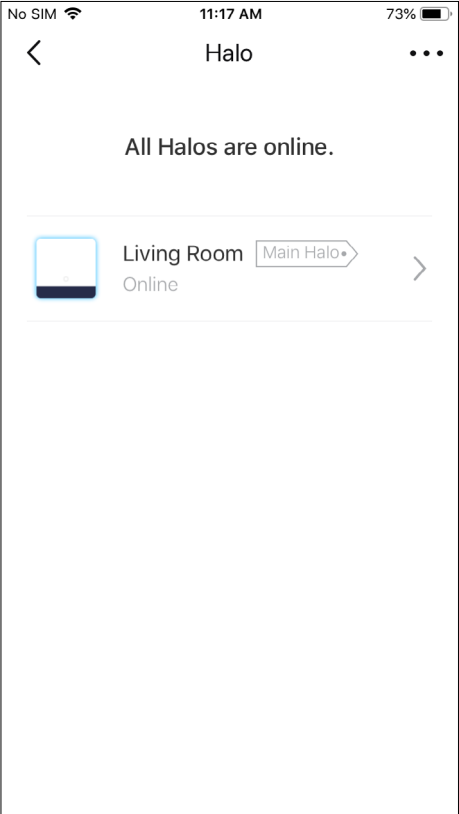 No SIM 11:17 AM 73%
Halo
All Halos are online.
Living Room Main Halo
Online